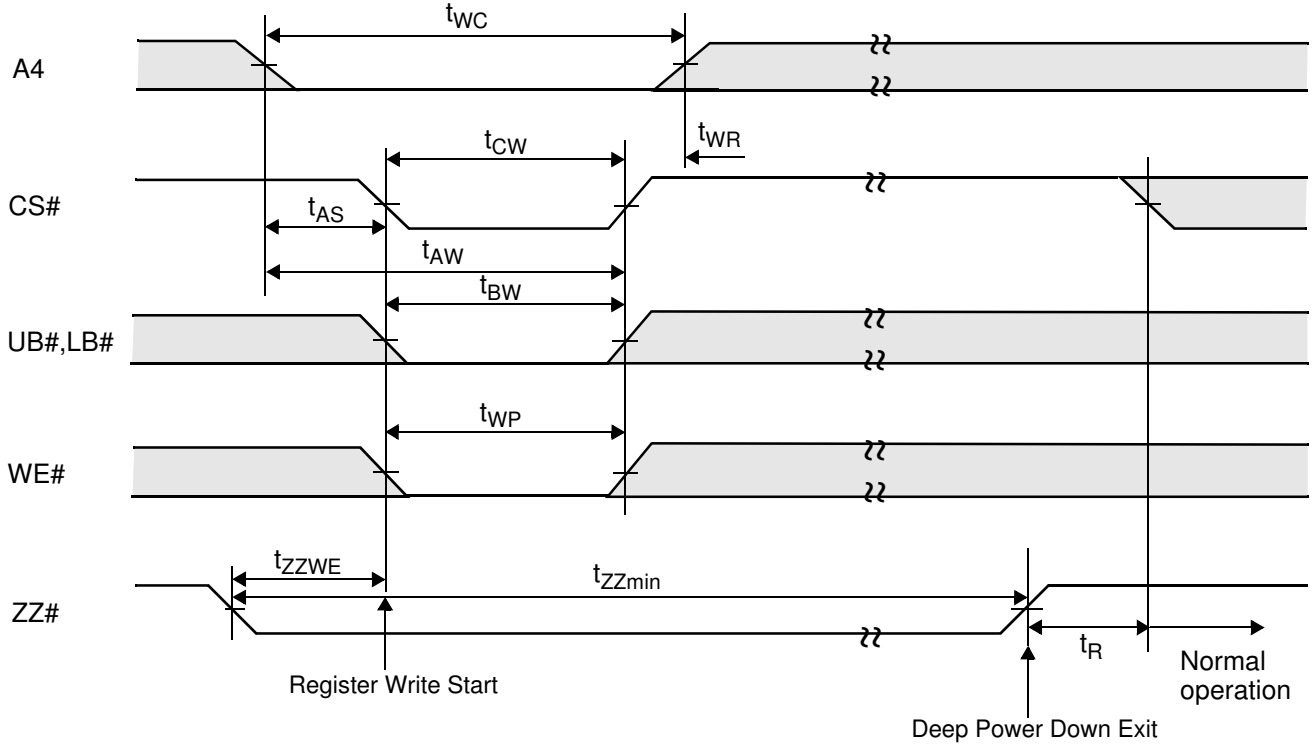 tWC
A4
tWR
tCW
CS#
tAS
tAW
tBW
UB#,LB#
tWP
WE#
tZZWE
tZZmin
ZZ#
tR
Normal
operation
Register Write Start
Deep Power Down Exit